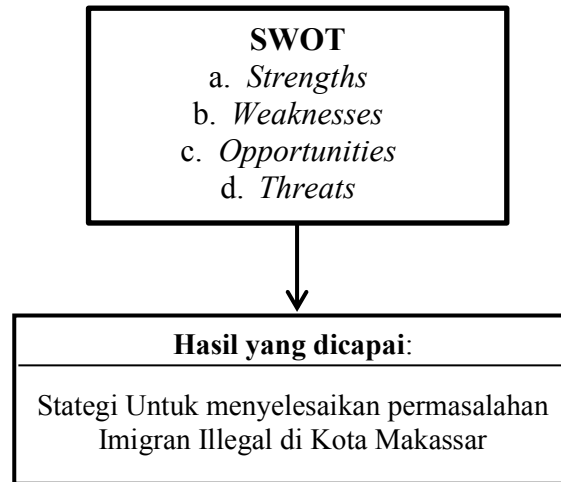 SWOT
a. Strengths
b. Weaknesses
c. Opportunities
d. Threats
Hasil yang dicapai:
Stategi Untuk menyelesaikan permasalahan
Imigran Illegal di Kota Makassar